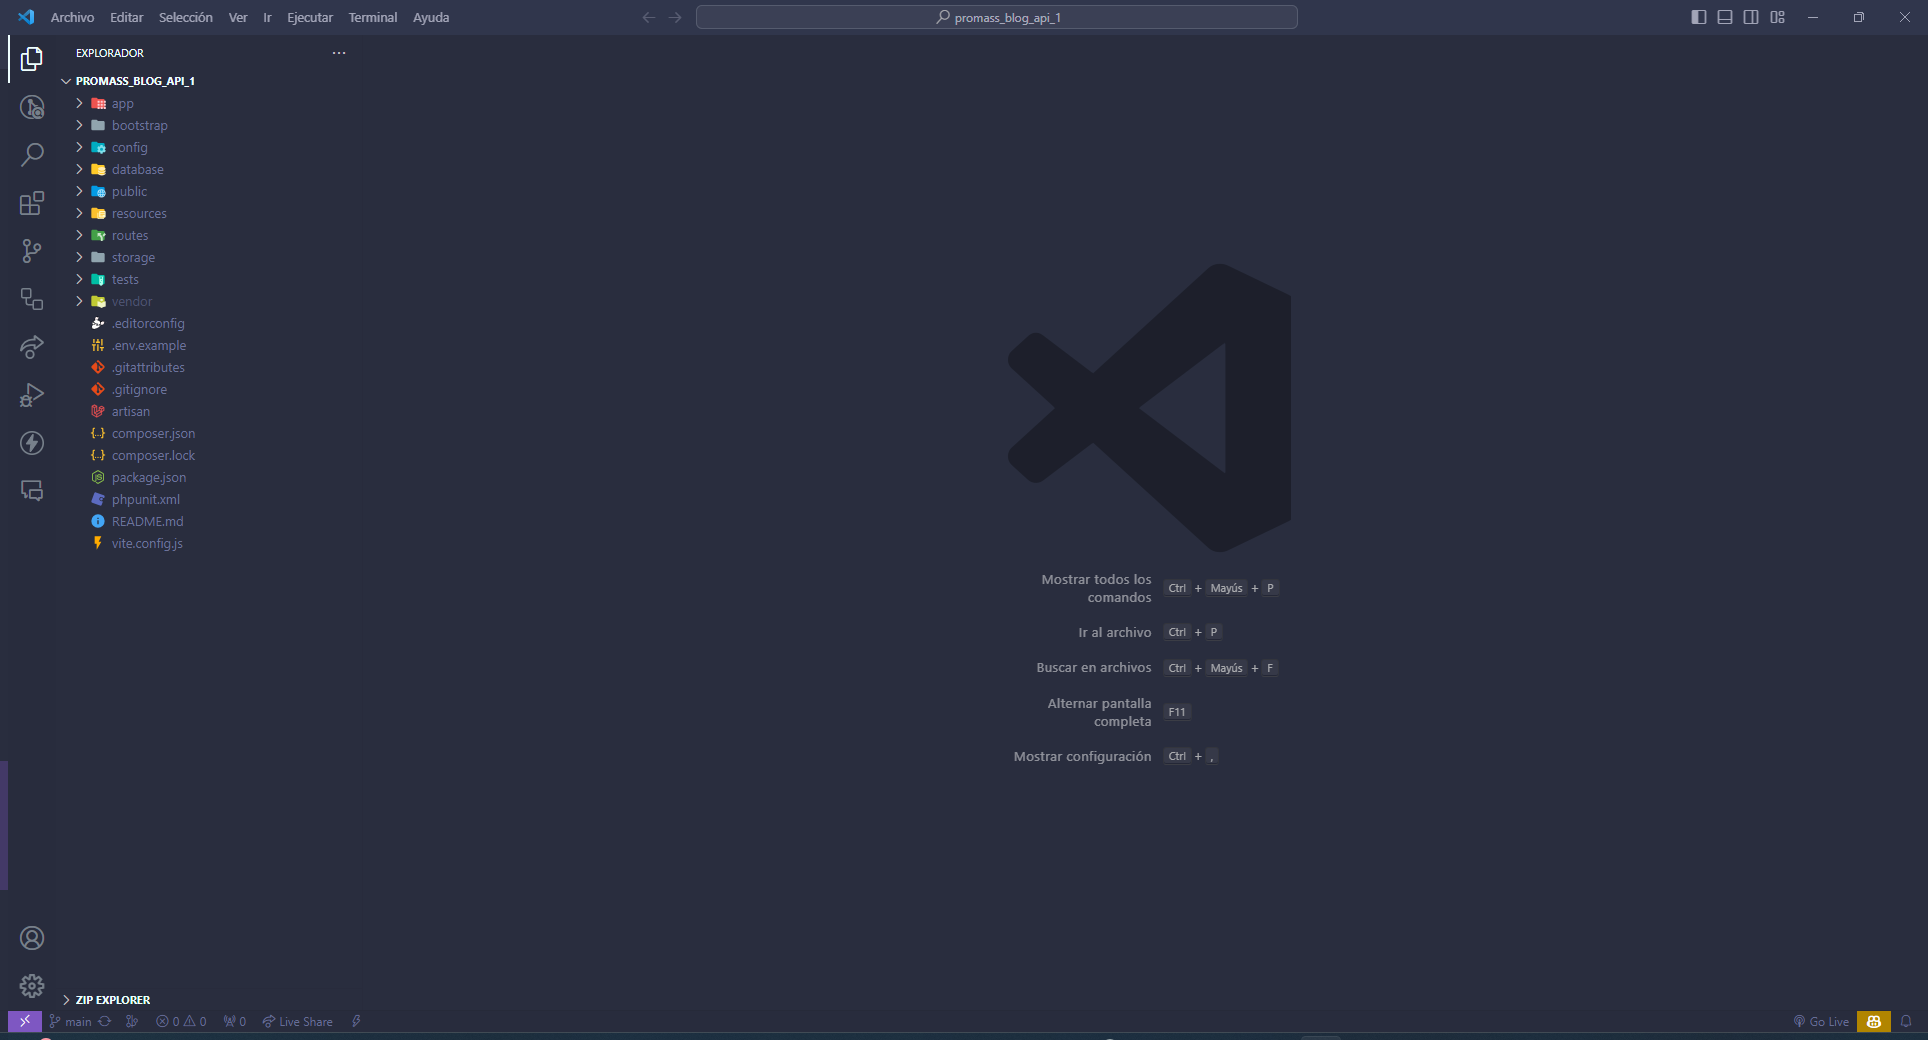 Archivo Editar Selección Ver Ir Ejecutar Terminal Ayuda
promass_blog_api_1
EXPLORADOR
PROMASS_BLOG_API_1
app
bootstrap
config
database
public
resources
routes
storage
tests
vendor
.editorconfig
.env.example
.gitattributes
.gitignore
artisan
composer.json
composer.lock
package.json
phpunit.xml
README.md
vite.config.js
Mostrar todos los
comandos
Ctrl + Mayús + P
Ir al archivo Ctrl + P
Buscar en archivos Ctrl + Mayús + F
Alternar pantalla
completa
F11
Mostrar configuración Ctrl + ,
ZIP EXPLORER
main 0 0 0 Live Share Go Live